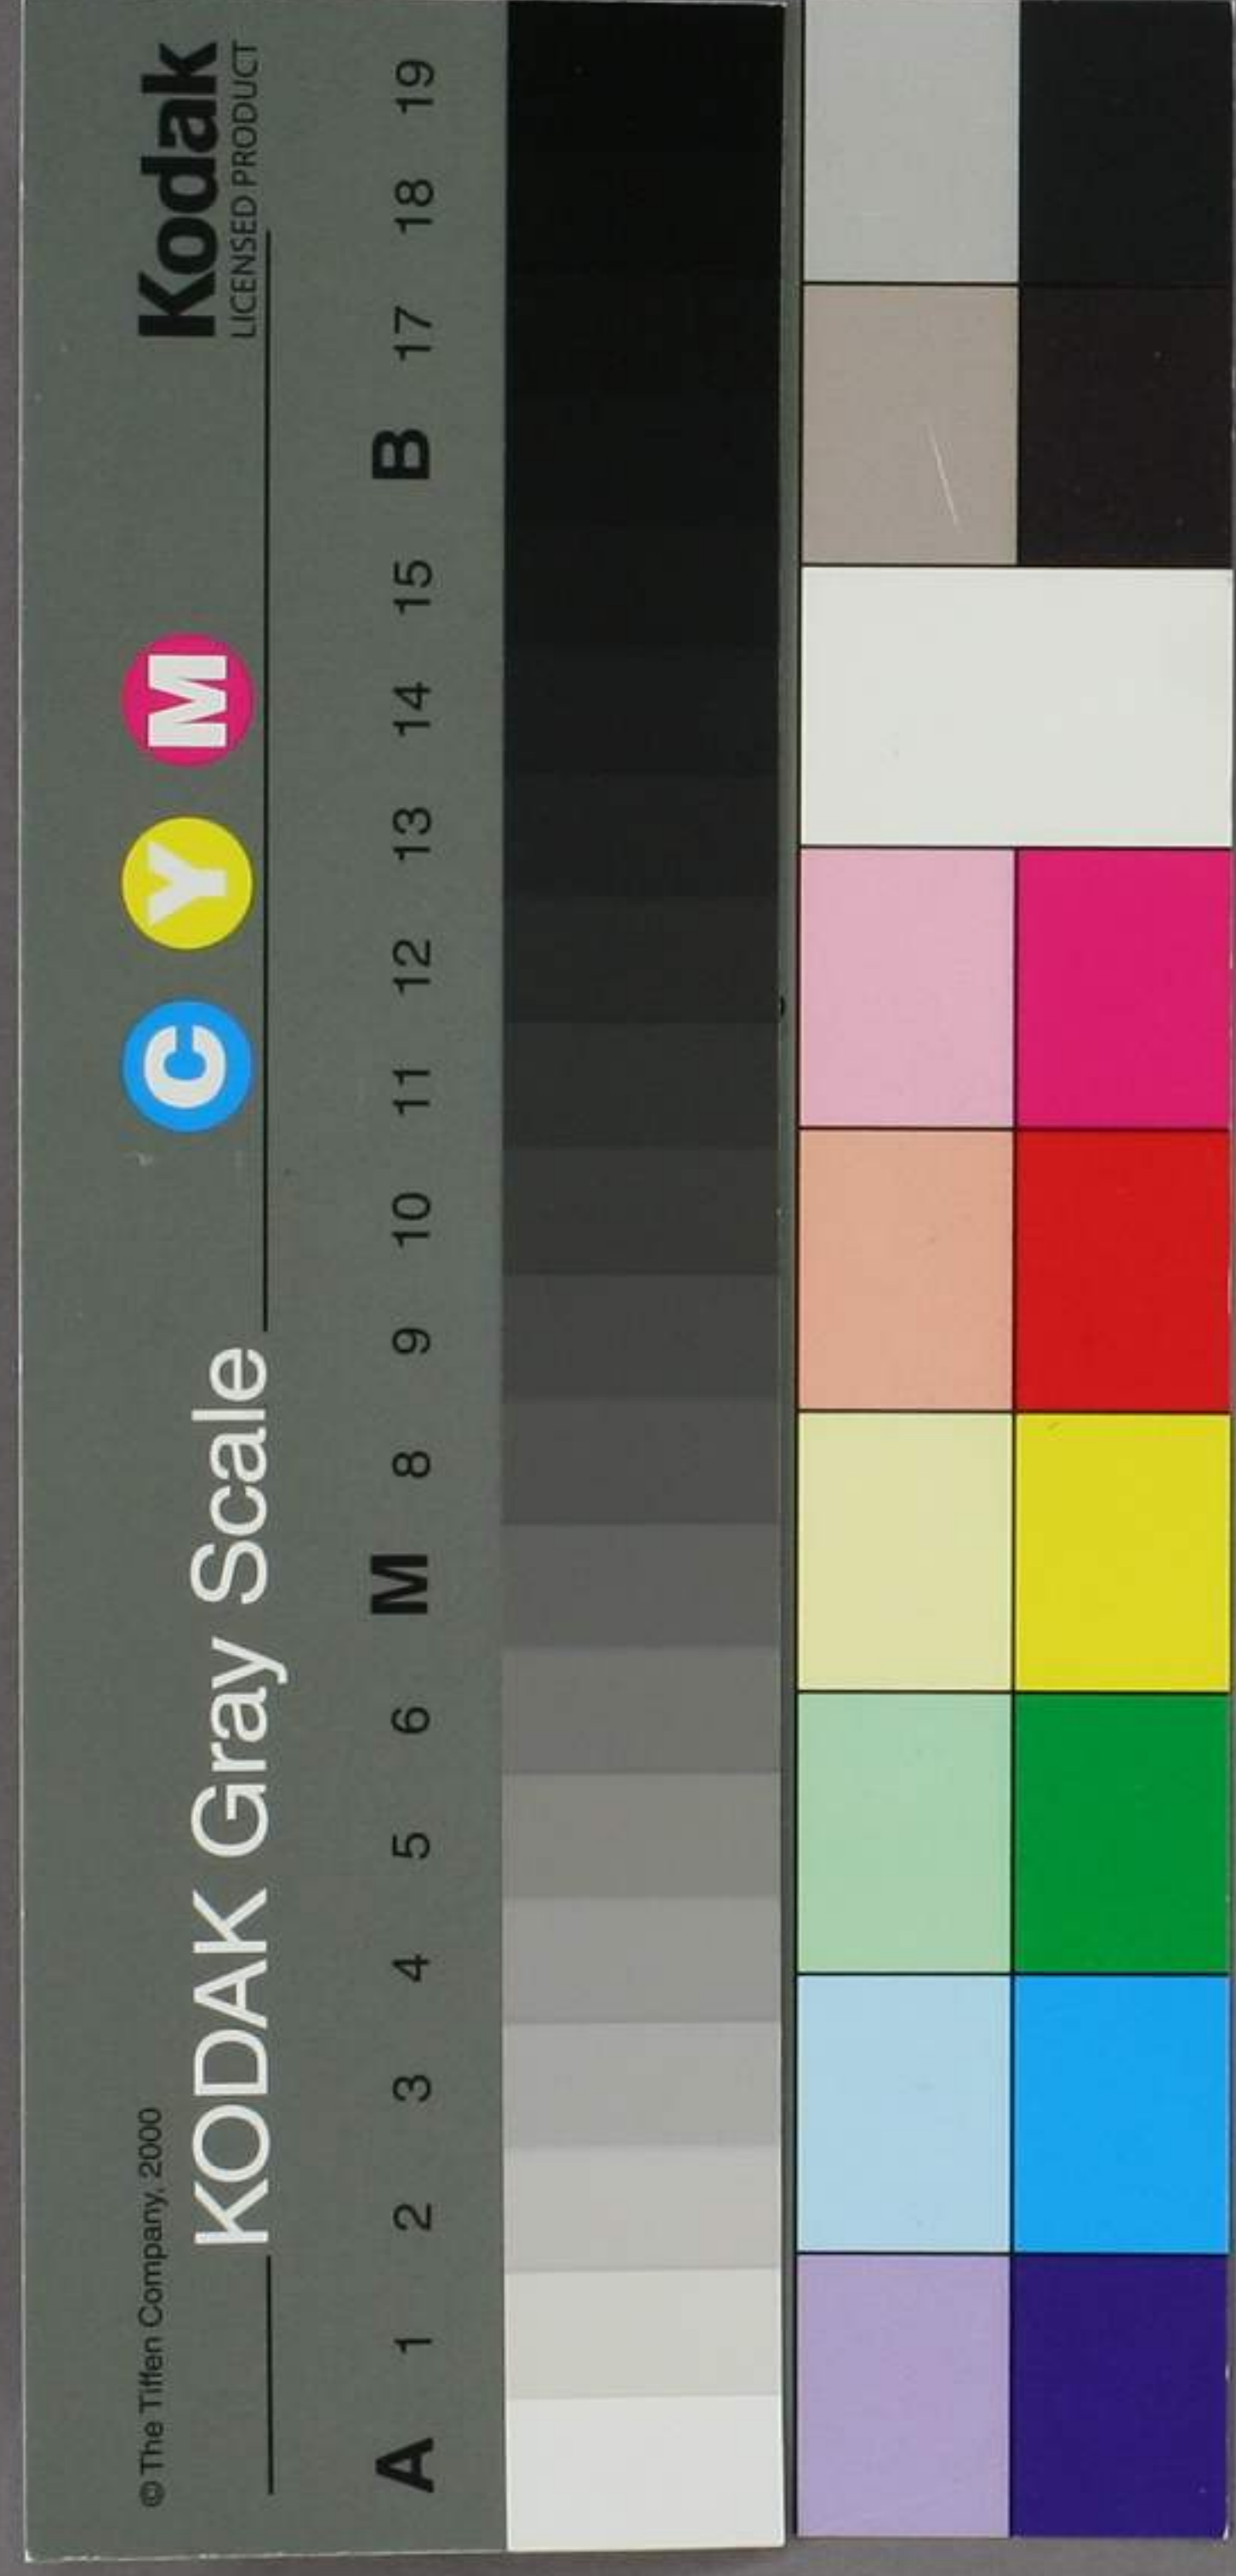 © The Tiffen Company, 2000
KODAK Gray Scale
C Y M
Kodak
LICENSED PRODUCT
A 1 2 3 4 5 6 M 8 9 10 11 12 13 14 15 B 17 18 19